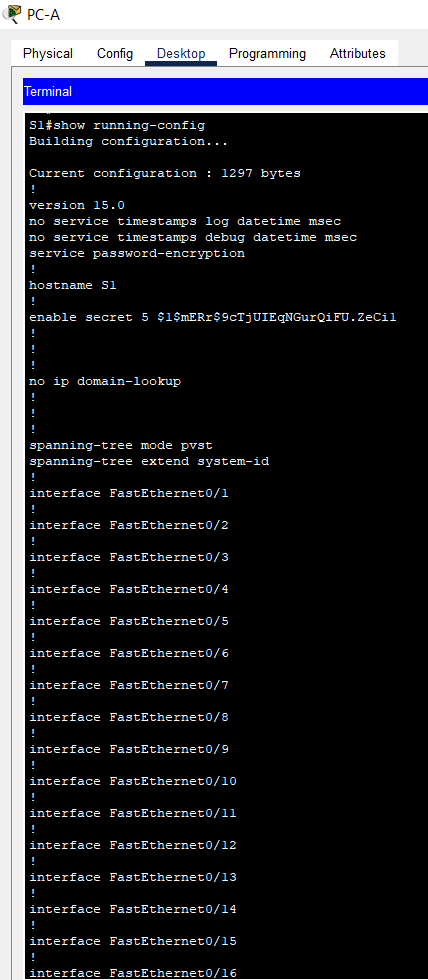 PC-A
Physical Config Desktop Programming Attributes
Terminal
S1#show running-config
Building configuration...
Current configuration : 1297 bytes
!
version 15.0
no service timestamps log datetime msec
no service timestamps debug datetime msec
service password-encryption
!
hostname S1
!
enable secret 5 $1$mERr$9cTjUIEqNGurQiFU.ZeCi1
!
!
!
no ip domain-lookup
!
!
!
spanning-tree mode pvst
spanning-tree extend system-id
!
interface FastEthernet0/1
!
interface FastEthernet0/2
!
interface FastEthernet0/3
!
interface FastEthernet0/4
!
interface FastEthernet0/5
!
interface FastEthernet0/6
!
interface FastEthernet0/7
!
interface FastEthernet0/8
!
interface FastEthernet0/9
!
interface FastEthernet0/10
!
interface FastEthernet0/11
!
interface FastEthernet0/12
!
interface FastEthernet0/13
!
interface FastEthernet0/14
!
interface FastEthernet0/15
!
interface FastEthernet0/16